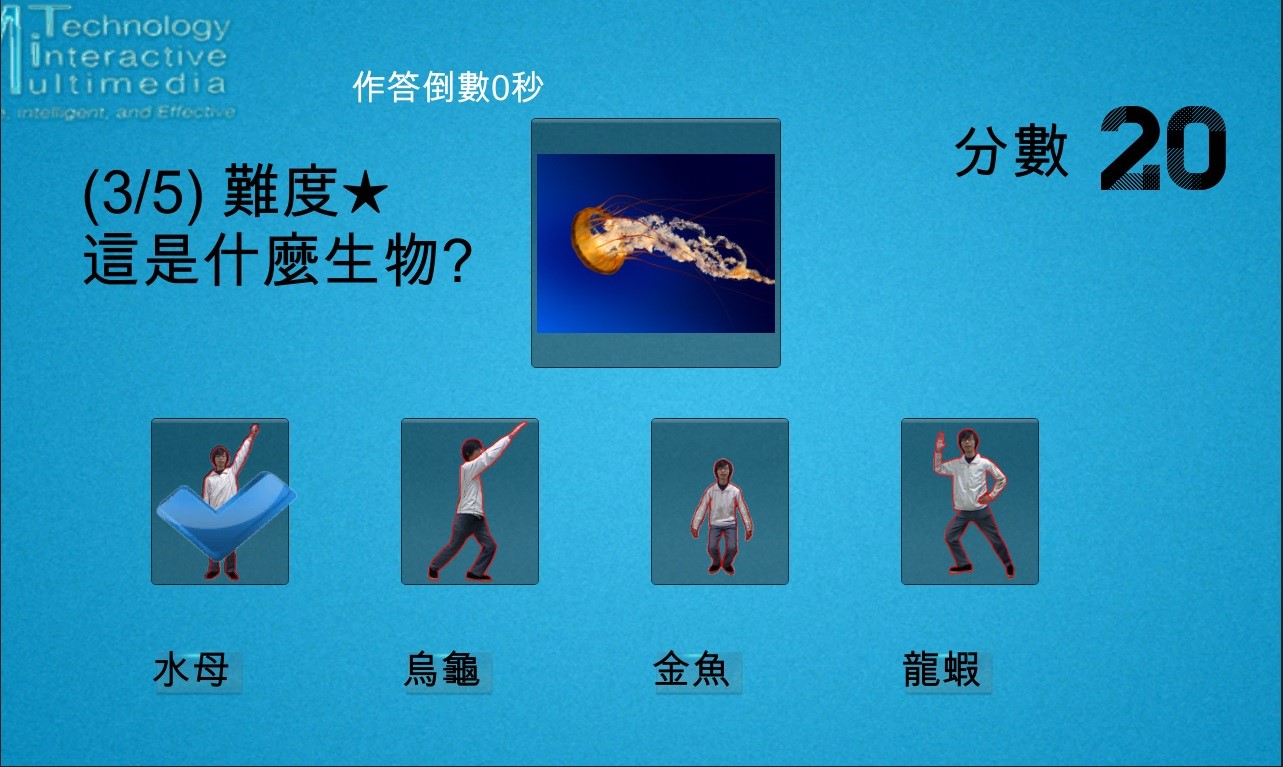 Technology
interactive
Multimedia
e, intelligent, and Effective
作答倒數0秒
分數 20
(3/5) 難度★
這是什麼生物?
水母
烏龜
金魚
龍蝦